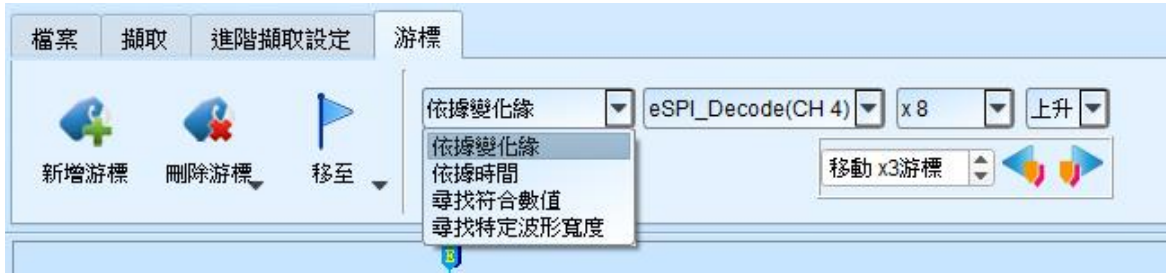 檔案 擷取 進階擷取設定 游標
依據變化緣 eSPI_Decode(CH 4) x 8 上升
依據變化緣
依據時間
尋找符合數值
尋找特定波形寬度
新增游標 刪除游標 移至
移動 x3游標
E